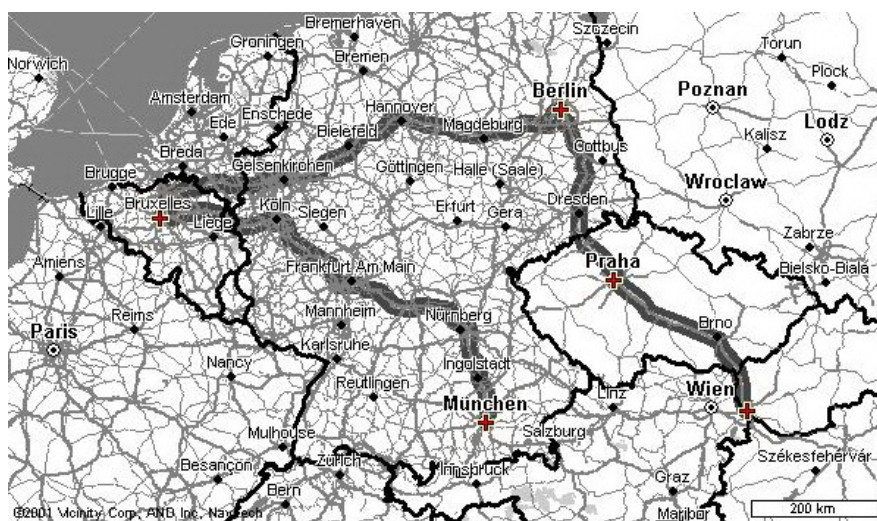 Bremerhaven
Groningen
Szczecin
Norwich
Bremen
Torun
Amsterdam
Berlin
Poznan
Plock
Ede
Enschede
Hannover
Bielefeld
Magdeburg
Kalisz
Lodz
Breda
Gelsenkirchen
Göttingen
Halle (Saale)
Cottbus
Brugge
Wroclaw
Lille
Bruxelles
Liège
Köln
Siegen
Erfurt
Gera
Dresden
Zabrze
Amiens
Frankfurt Am Main
Praha
Bielsko-Biala
Paris
Reims
Mannheim
Nürnberg
Brno
Nancy
Karlsruhe
Ingolstadt
Reutlingen
München
Linz
Wien
Mulhouse
Salzburg
Besançon
Zürich
Innsbruck
Székesfehérvár
Bern
Graz
Maribor
200 km
©2001 Vicinity Corp, AND Inc, NavTech